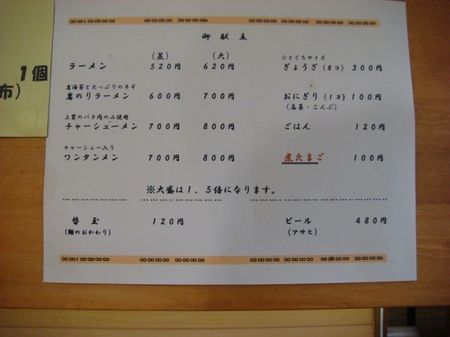 1個
布)
御献立
(並) (大)
ラーメン 520円 620円
岩海苔とたっぷりのネギ
岩のりラーメン 600円 700円
上質のバラ肉のみ使用
チャーシューメン 700円 800円
チャーシュー入り
ワンタンメン 700円 800円
ひとくちサイズ
ぎょうざ(8コ) 300円
おにぎり(1コ) 100円
(高菜・こんぶ)
ごはん 120円
煮たまご 100円
※大盛は1.5倍になります。
替玉 120円
(麺のおかわり)
ビール 480円
(アサヒ)